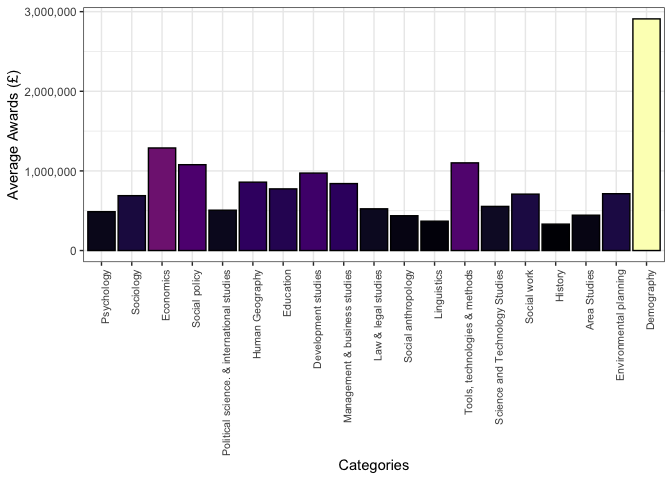 3,000,000
2,000,000
1,000,000
0
Average Awards (£)
Psychology
Sociology
Economics
Social policy
Political science. & international studies
Human Geography
Education
Development studies
Management & business studies
Law & legal studies
Social anthropology
Linguistics
Tools, technologies & methods
Science and Technology Studies
Social work
History
Area Studies
Environmental planning
Demography
Categories